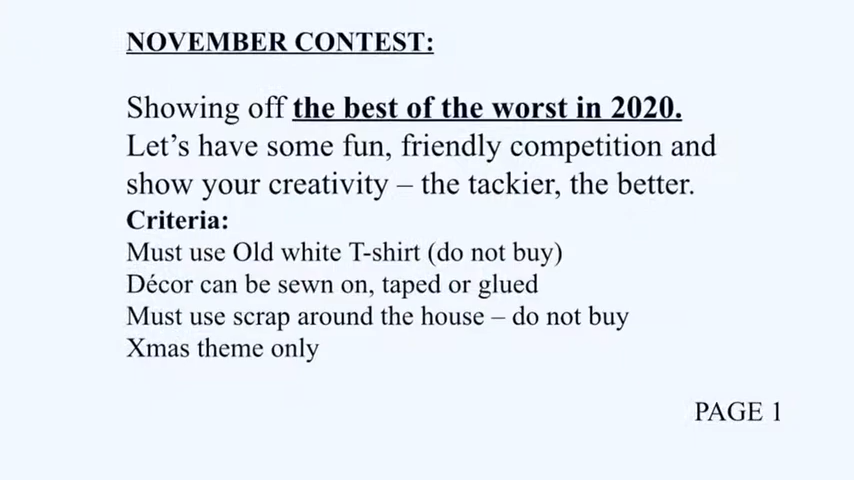 NOVEMBER CONTEST:
Showing off the best of the worst in 2020.
Let’s have some fun, friendly competition and
show your creativity – the tackier, the better.
Criteria:
Must use Old white T-shirt (do not buy)
Décor can be sewn on, taped or glued
Must use scrap around the house – do not buy
Xmas theme only
PAGE 1